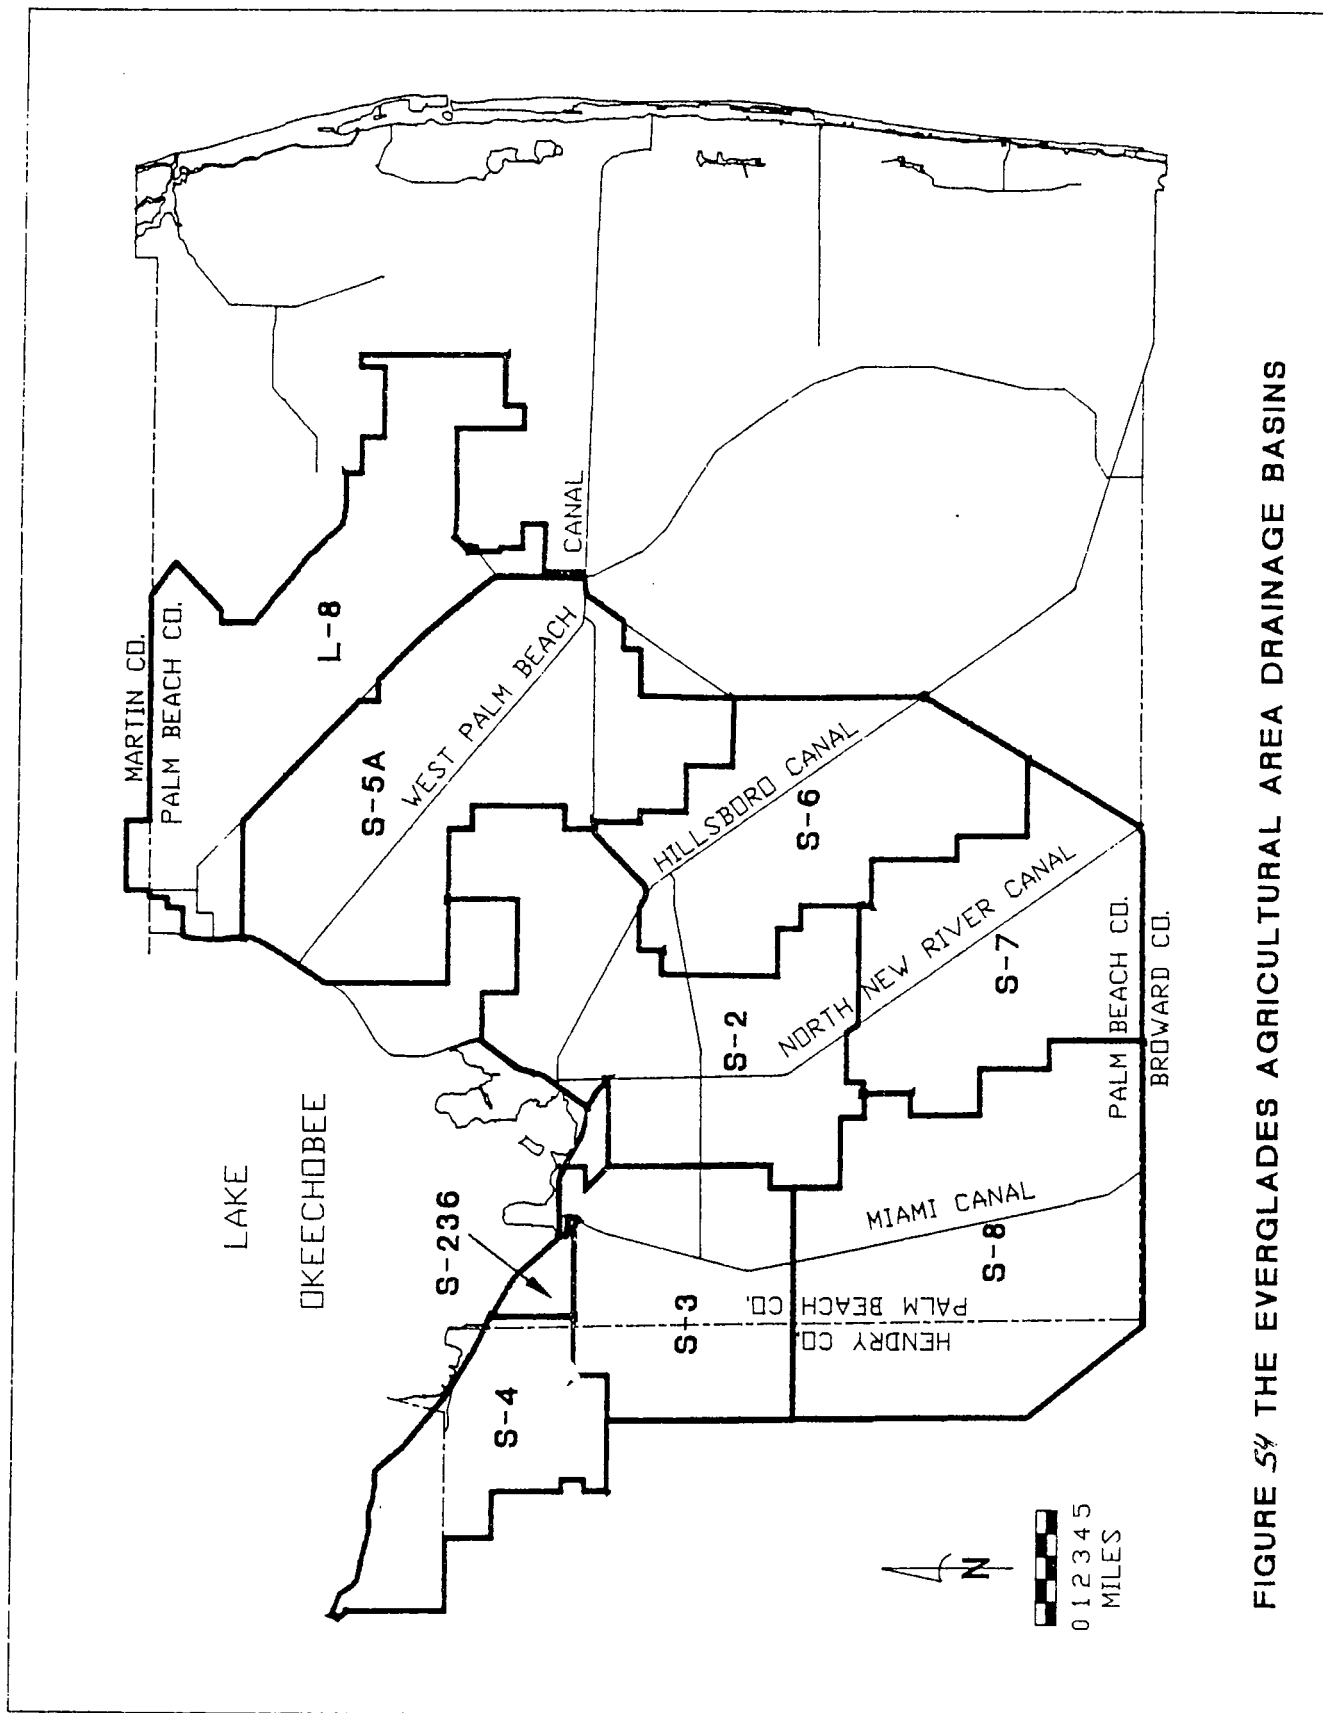 MARTIN CO.
PALM BEACH CO.
LAKE
OKEECHOBEE
L-8
S-5A
WEST PALM BEACH
CANAL
S-236
S-4
S-3
S-2
HILLSBORO CANAL
S-6
NORTH NEW RIVER CANAL
S-7
MIAMI CANAL
S-8
HENDRY CO.
PALM BEACH CO.
PALM BEACH CO.
BROWARD CO.
N
0 1 2 3 4 5
MILES
FIGURE 54 THE EVERGLADES AGRICULTURAL AREA DRAINAGE BASINS